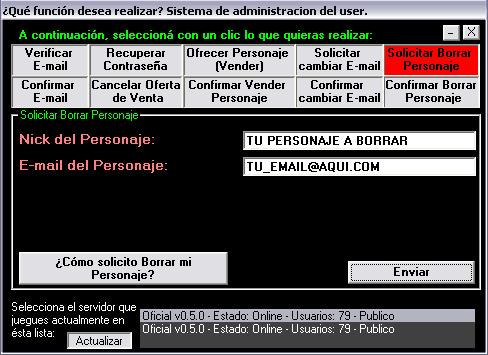 ¿Qué función desea realizar? Sistema de administracion del user.
A continuación, seleccioná con un clic lo que quieras realizar:
- X
Verificar
E-mail
Recuperar
Contraseña
Ofrecer Personaje
(Vender)
Solicitar
cambiar E-mail
Solicitar Borrar
Personaje
Confirmar
E-mail
Cancelar Oferta
de Venta
Confirmar Vender
Personaje
Confirmar
cambiar E-mail
Confirmar Borrar
Personaje
Solicitar Borrar Personaje
Nick del Personaje:
TU PERSONAJE A BORRAR
E-mail del Personaje:
TU_EMAIL@AQUI.COM
¿Cómo solicito Borrar mi
Personaje?
Enviar
Selecciona el servidor que
juegues actualmente en
ésta lista:
Actualizar
Oficial v0.5.0 - Estado: Online - Usuarios: 79 - Publico
Oficial v0.5.0 - Estado: Online - Usuarios: 79 - Publico